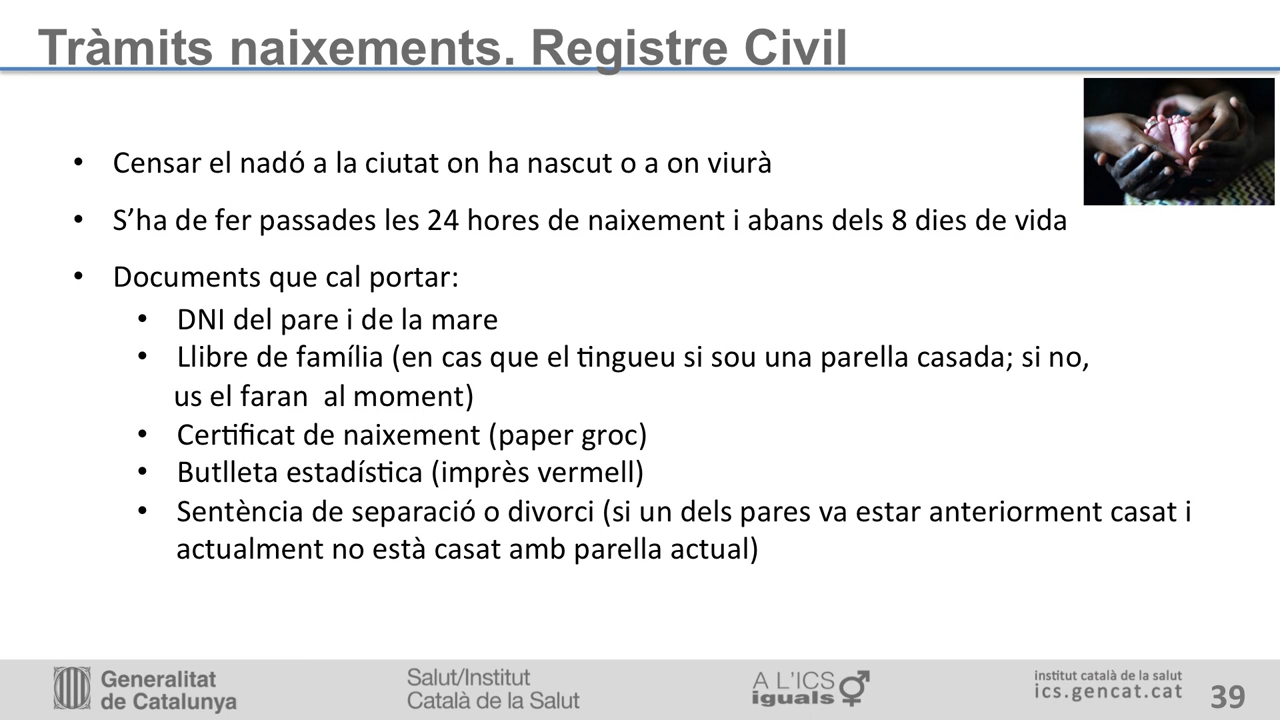 Tràmits naixements. Registre Civil
• Censar el nadó a la ciutat on ha nascut o a on viurà
• S’ha de fer passades les 24 hores de naixement i abans dels 8 dies de vida
• Documents que cal portar:
• DNI del pare i de la mare
• Llibre de família (en cas que el tingueu si sou una parella casada; si no,
us el faran al moment)
• Certificat de naixement (paper groc)
• Butlleta estadística (imprès vermell)
• Sentència de separació o divorci (si un dels pares va estar anteriorment casat i
actualment no està casat amb parella actual)
Generalitat
de Catalunya
Salut/Institut
Català de la Salut
A L’ICS
iguals
institut català de la salut
ics.gencat.cat
39